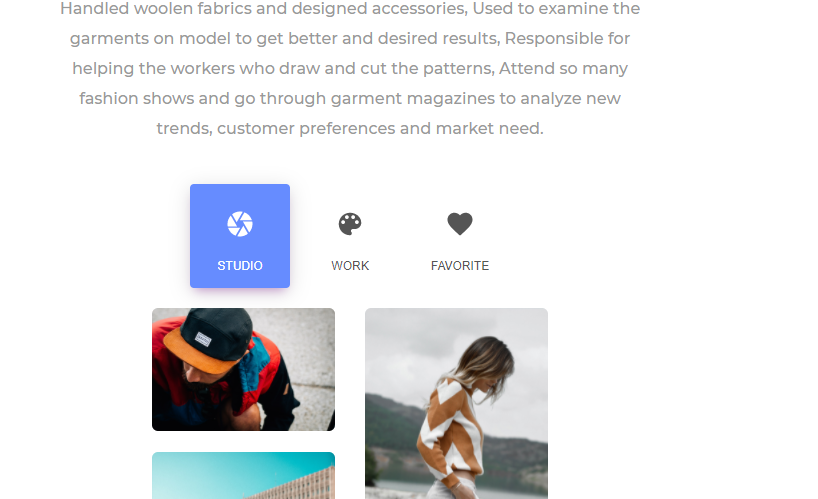 Handled woolen fabrics and designed accessories, Used to examine the
garments on model to get better and desired results, Responsible for
helping the workers who draw and cut the patterns, Attend so many
fashion shows and go through garment magazines to analyze new
trends, customer preferences and market need.
STUDIO
WORK
FAVORITE